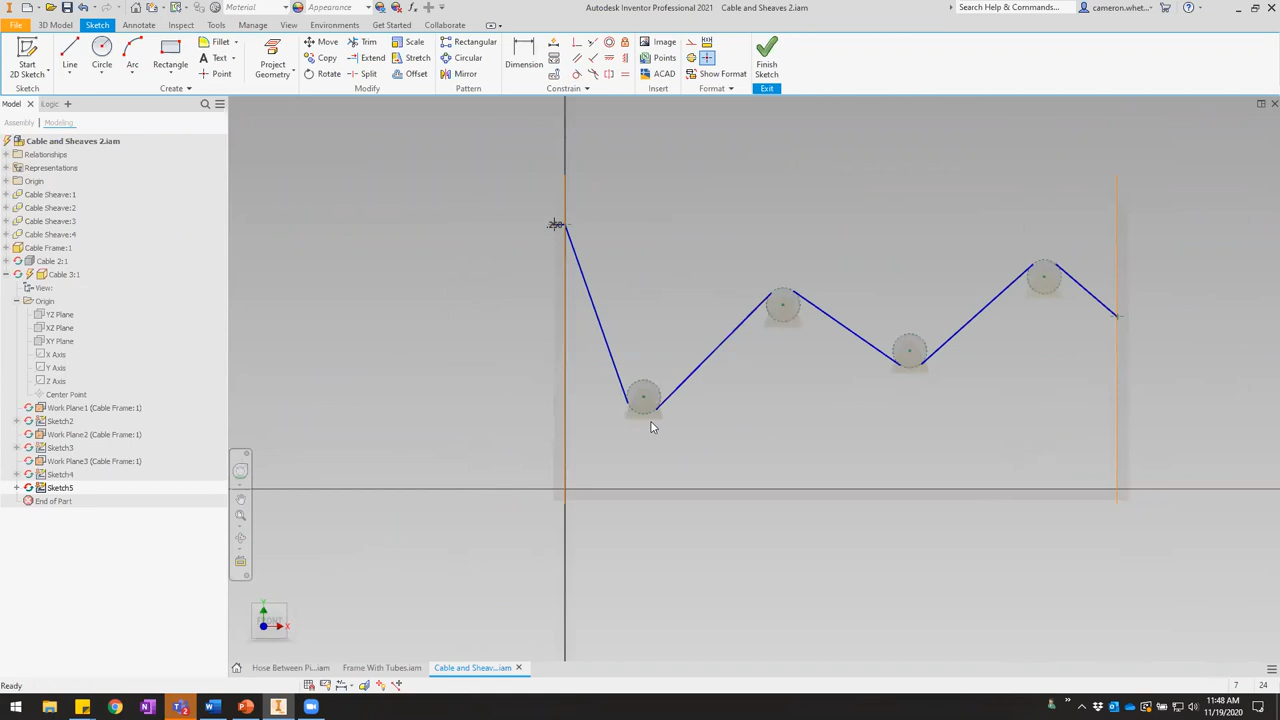 Material
Appearance
Autodesk Inventor Professional 2021
Cable and Sheaves 2.iam
Search Help & Commands...
cameron.whet...
File
3D Model
Sketch
Annotate
Inspect
Tools
Manage
View
Environments
Get Started
Collaborate
Start
2D Sketch
Line
Circle
Arc
Rectangle
Fillet
Text
Point
Project
Geometry
Move
Copy
Rotate
Trim
Extend
Split
Scale
Stretch
Offset
Rectangular
Circular
Mirror
Dimension
Image
Points
ACAD
Show Format
Finish
Sketch
Sketch
Create
Modify
Pattern
Constrain
Insert
Format
Exit
Model
iLogic
Assembly
Modeling
Cable and Sheaves 2.iam
Relationships
Representations
Origin
Cable Sheave:1
Cable Sheave:2
Cable Sheave:3
Cable Sheave:4
Cable Frame:1
Cable 2:1
Cable 3:1
View:
Origin
YZ Plane
XZ Plane
XY Plane
X Axis
Y Axis
Z Axis
Center Point
Work Plane1 (Cable Frame:1)
Sketch2
Work Plane2 (Cable Frame:1)
Sketch3
Work Plane3 (Cable Frame:1)
Sketch4
Sketch5
End of Part
Y
FRONT
X
Hose Between Pi....iam
Frame With Tubes.iam
Cable and Sheav...iam
Ready
7
24
11:48 AM
11/19/2020